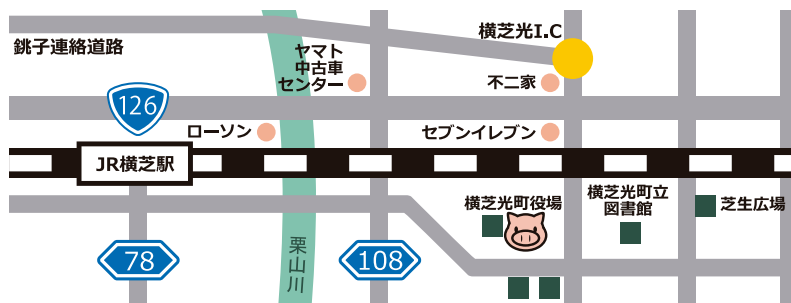 横芝光I.C
銚子連絡道路
ヤマト
中古車
センター
不二家
126
ローソン
セブンイレブン
JR横芝駅
横芝光町役場
横芝光町立
図書館
芝生広場
栗山川
78
108